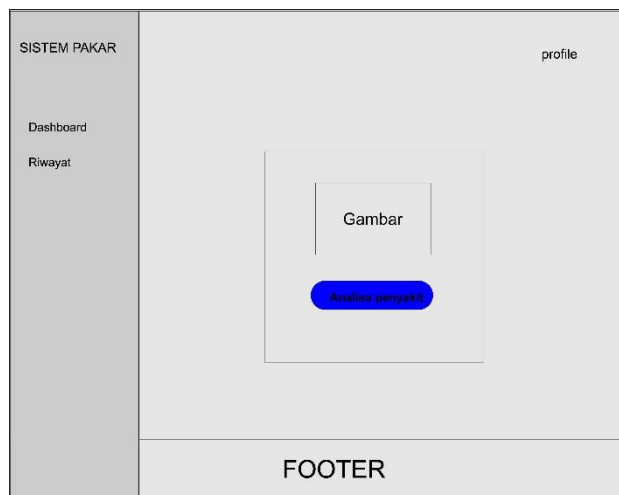 SISTEM PAKAR
profile
Dashboard
Riwayat
Gambar
Analisa penyakit
FOOTER